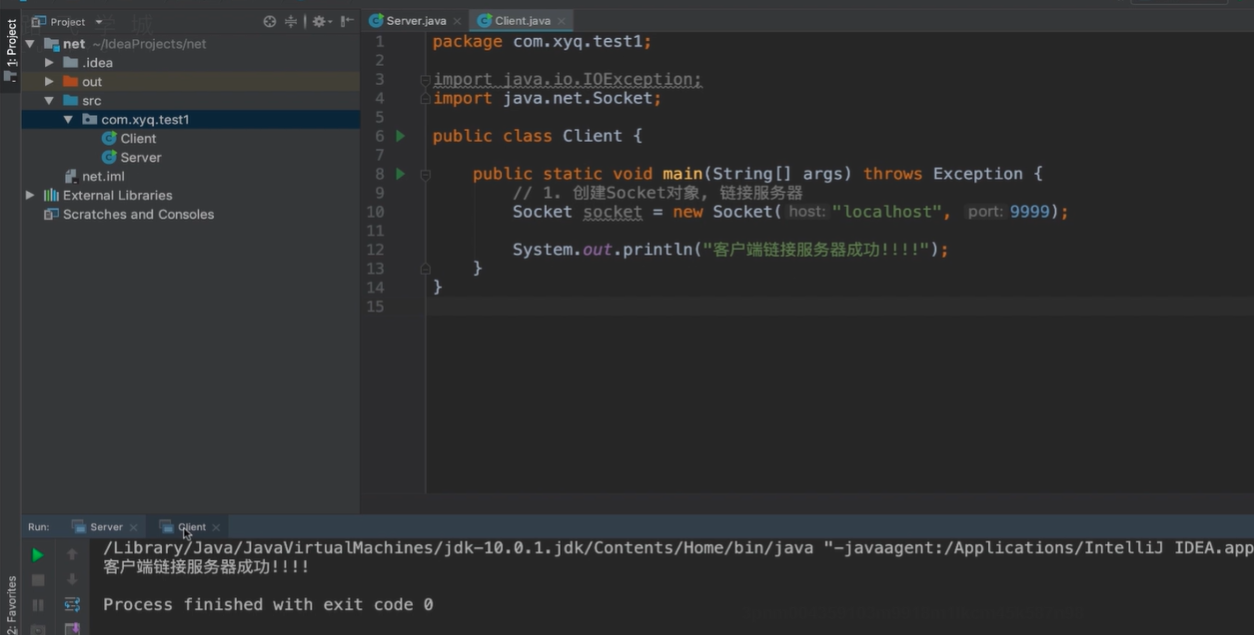 Project
Server.java
Client.java
1: Project
net ~/IdeaProjects/net
.idea
out
src
com.xyq.test1
Client
Server
net.iml
External Libraries
Scratches and Consoles
1 package com.xyq.test1;
2
3 import java.io.IOException;
4 import java.net.Socket;
5
6 public class Client {
7
8 public static void main(String[] args) throws Exception {
9 // 1. 创建Socket对象, 链接服务器
10 Socket socket = new Socket( host: "localhost", port: 9999);
11
12 System.out.println("客户端链接服务器成功!!!!");
13 }
14 }
15
Run: Server Client
/Library/Java/JavaVirtualMachines/jdk-10.0.1.jdk/Contents/Home/bin/java "-javaagent:/Applications/IntelliJ IDEA.app
客户端链接服务器成功!!!!
Process finished with exit code 0
2: Favorites